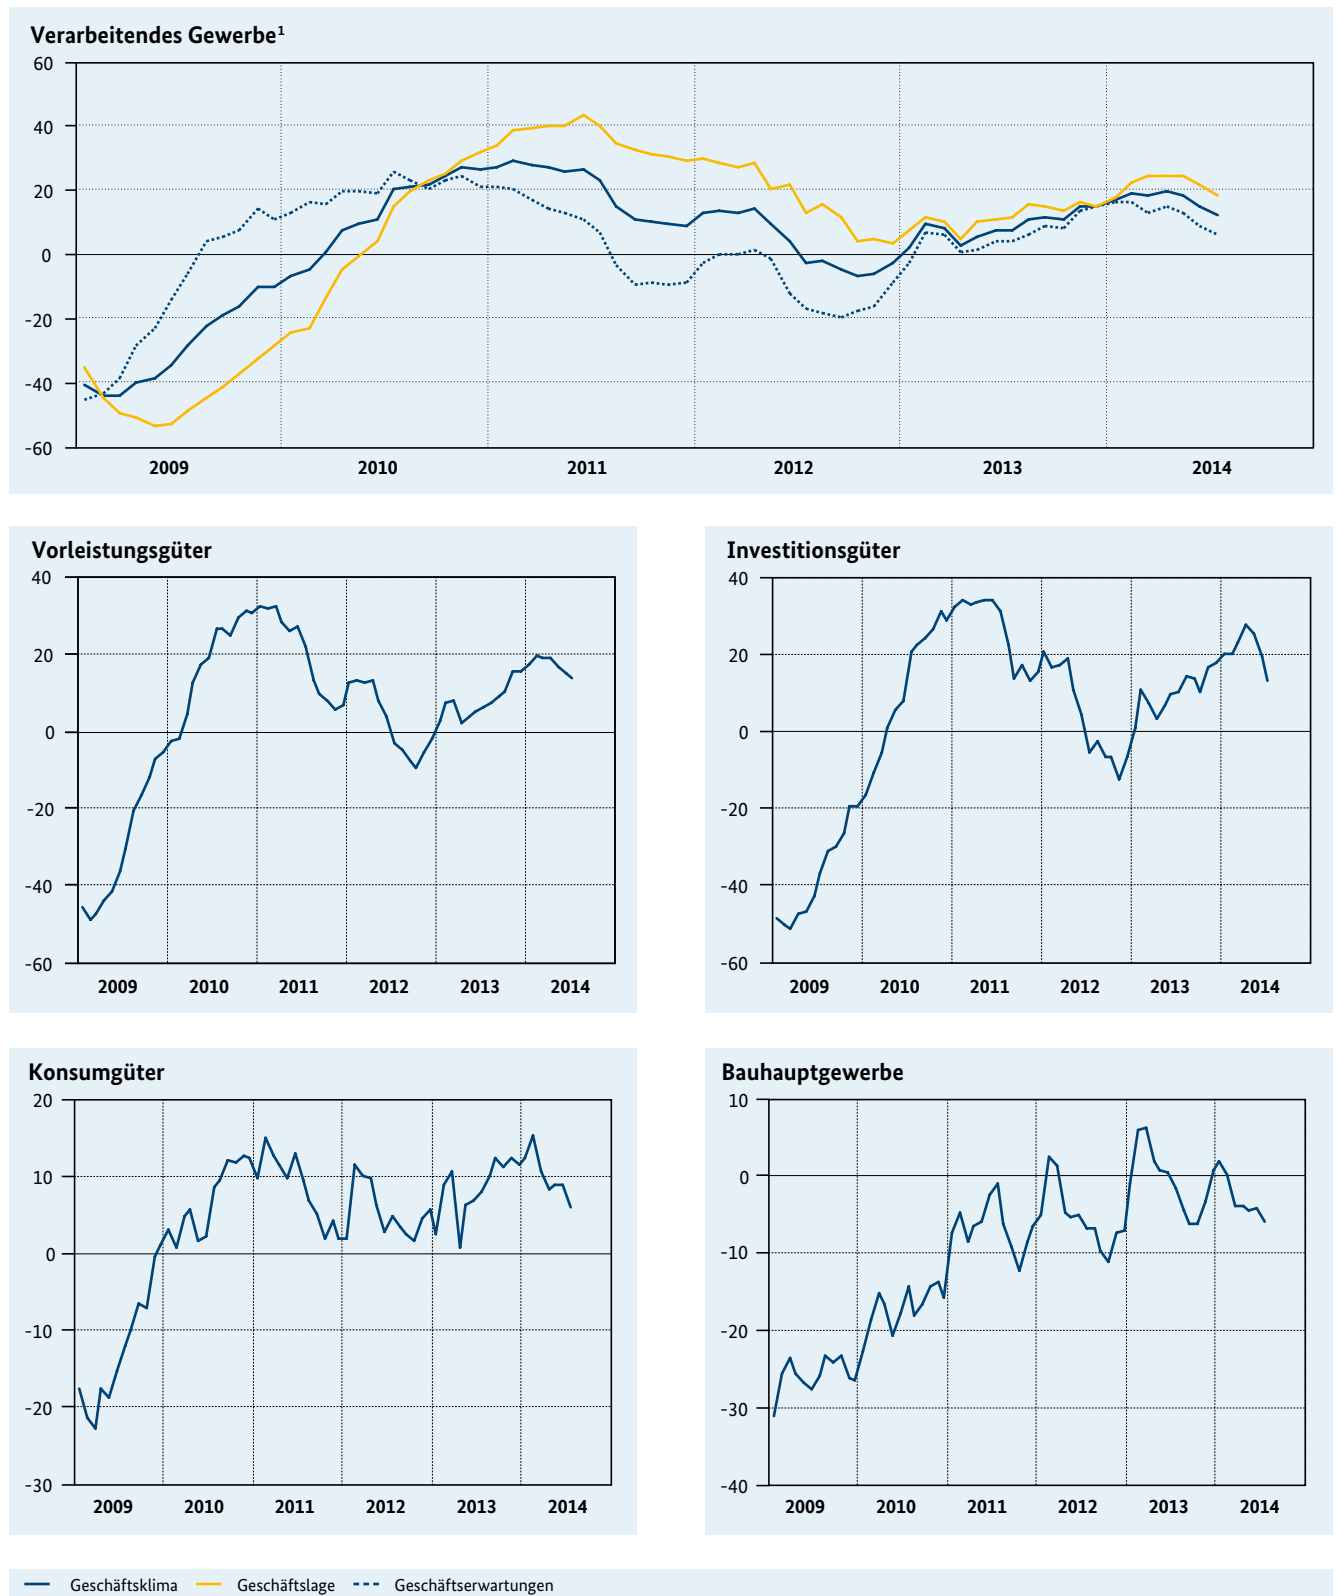 Verarbeitendes Gewerbe¹
60
40
20
0
-20
-40
-60
2009 2010 2011 2012 2013 2014
Vorleistungsgüter
40
20
0
-20
-40
-60
2009 2010 2011 2012 2013 2014
Investitionsgüter
40
20
0
-20
-40
-60
2009 2010 2011 2012 2013 2014
Konsumgüter
20
10
0
-10
-20
-30
2009 2010 2011 2012 2013 2014
Bauhauptgewerbe
10
0
-10
-20
-30
-40
2009 2010 2011 2012 2013 2014
Geschäftsklima Geschäftslage Geschäftserwartungen